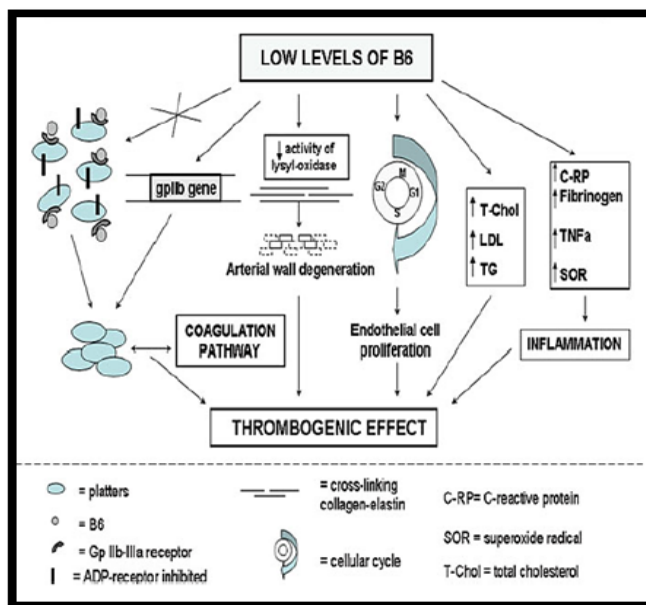 LOW LEVELS OF B6
gpIIb gene
↓ activity of
lysyl-oxidase
Arterial wall degeneration
M
G2
G1
S
Endothelial cell
proliferation
↑ T-Chol
↑ LDL
↑ TG
↑ C-RP
↑ Fibrinogen
↑ TNFa
↑ SOR
INFLAMMATION
COAGULATION
PATHWAY
THROMBOGENIC EFFECT
= platters
= B6
= Gp IIb-IIIa receptor
= ADP-receptor inhibited
= cross-linking
collagen-elastin
= cellular cycle
C-RP= C-reactive protein
SOR = superoxide radical
T-Chol = total cholesterol